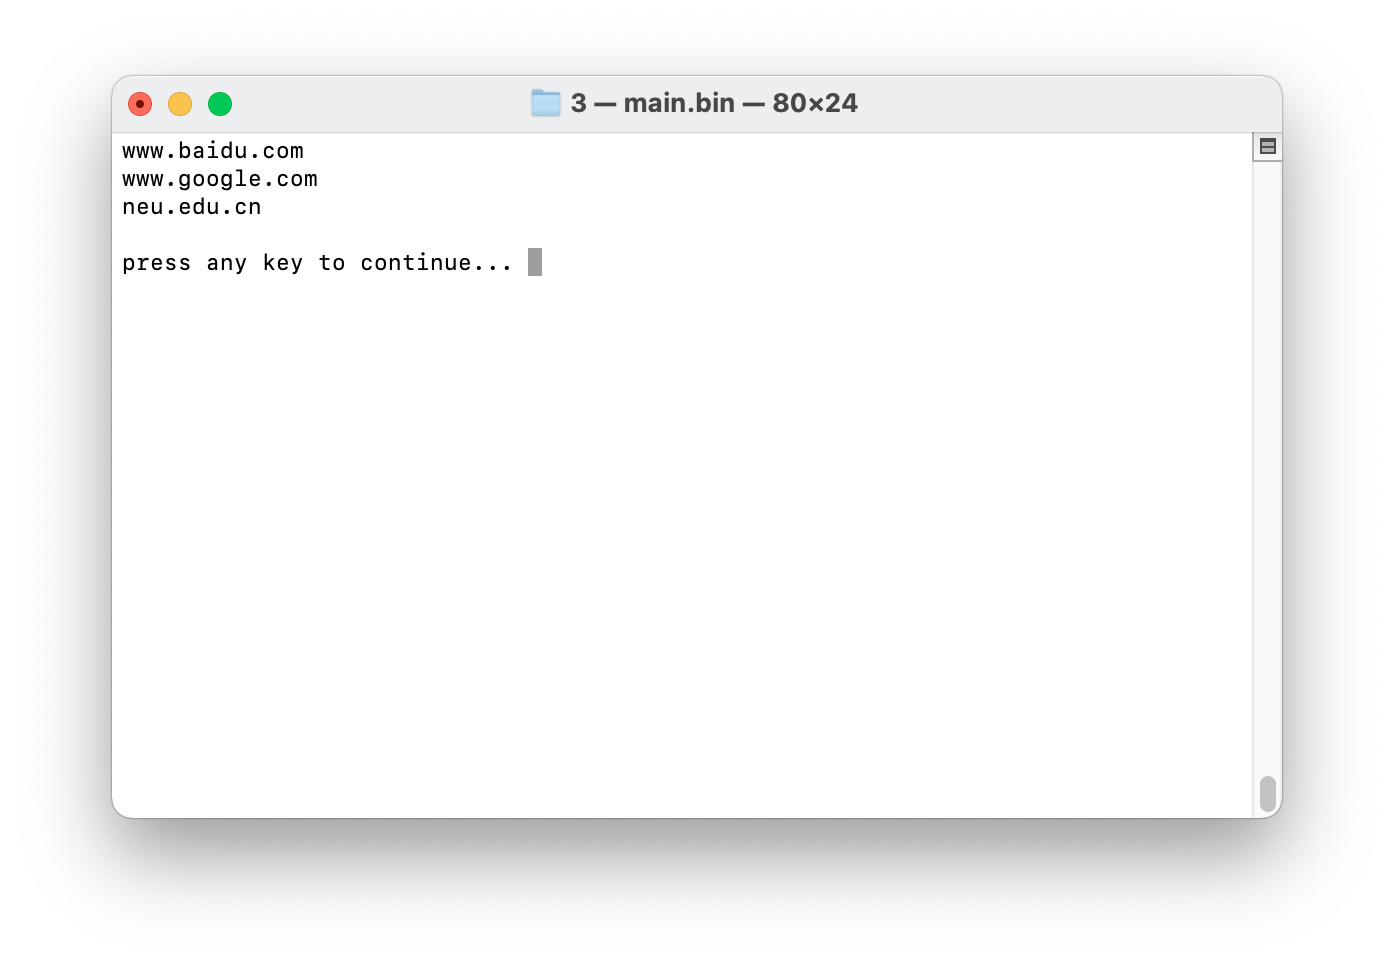 3 — main.bin — 80×24
www.baidu.com
www.google.com
neu.edu.cn
press any key to continue...